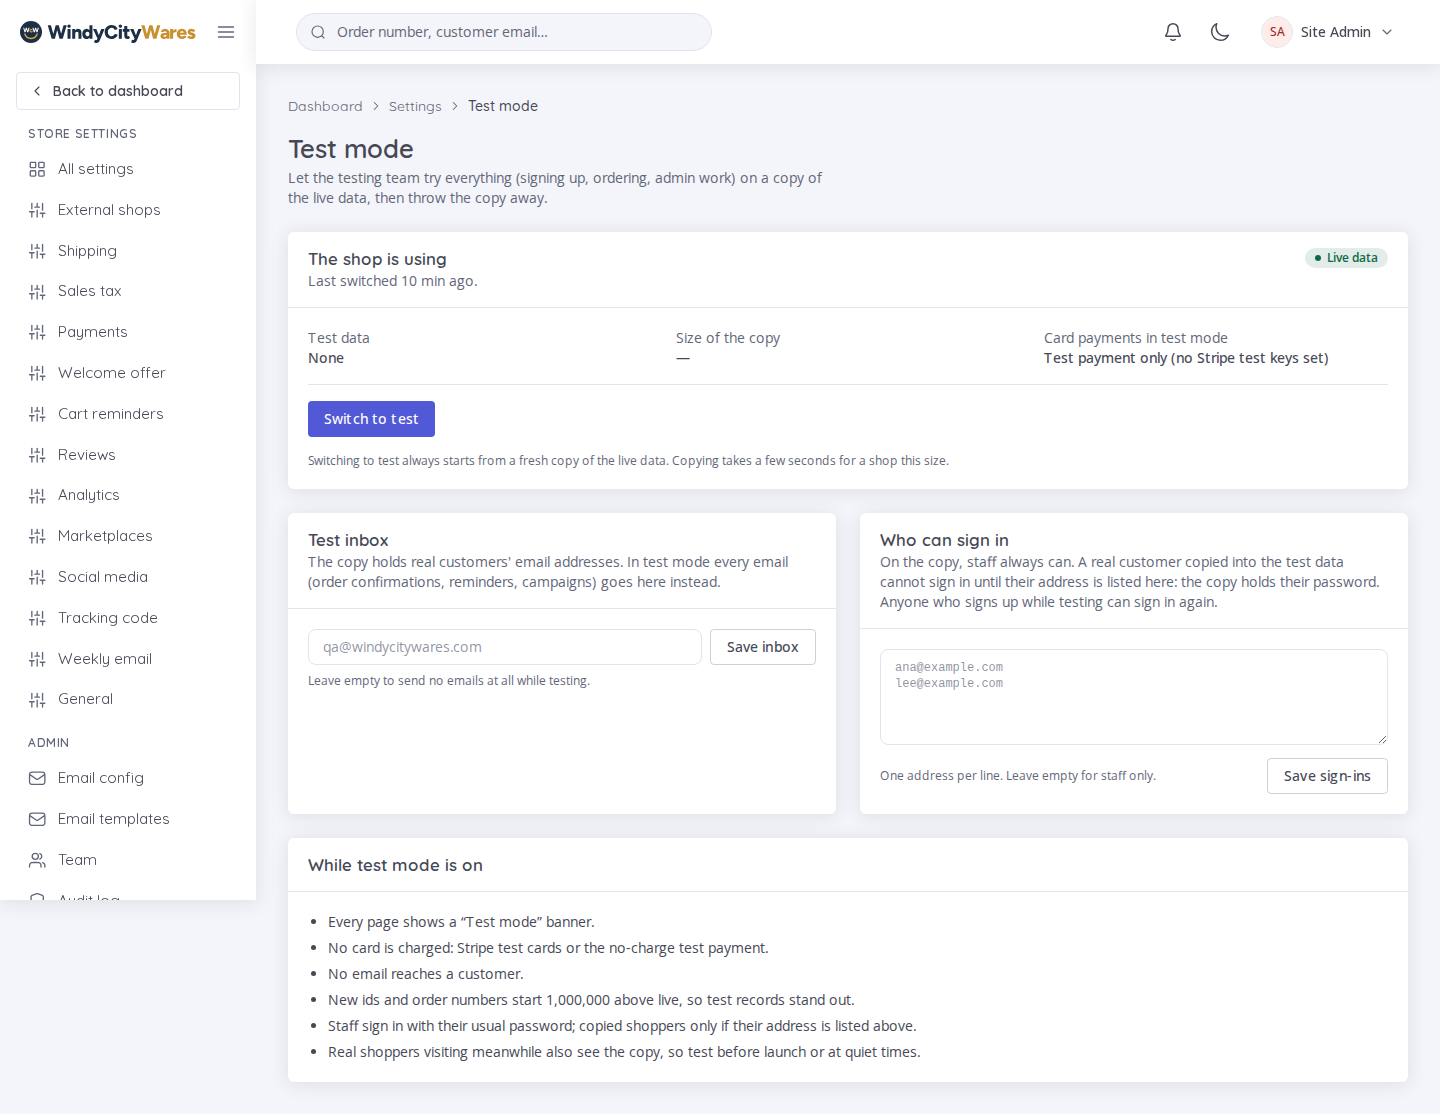 WindyCityWares
Order number, customer email...
SA
Site Admin
Back to dashboard
STORE SETTINGS
All settings
External shops
Shipping
Sales tax
Payments
Welcome offer
Cart reminders
Reviews
Analytics
Marketplaces
Social media
Tracking code
Weekly email
General
ADMIN
Email config
Email templates
Team
Audit log
Dashboard
Settings
Test mode
Test mode
Let the testing team try everything (signing up, ordering, admin work) on a copy of
the live data, then throw the copy away.
The shop is using
Live data
Last switched 10 min ago.
Test data
None
Size of the copy
—
Card payments in test mode
Test payment only (no Stripe test keys set)
Switch to test
Switching to test always starts from a fresh copy of the live data. Copying takes a few seconds for a shop this size.
Test inbox
The copy holds real customers' email addresses. In test mode every email
(order confirmations, reminders, campaigns) goes here instead.
qa@windycitywares.com
Save inbox
Leave empty to send no emails at all while testing.
Who can sign in
On the copy, staff always can. A real customer copied into the test data
cannot sign in until their address is listed here: the copy holds their password.
Anyone who signs up while testing can sign in again.
ana@example.com
lee@example.com
One address per line. Leave empty for staff only.
Save sign-ins
While test mode is on
• Every page shows a “Test mode” banner.
• No card is charged: Stripe test cards or the no-charge test payment.
• No email reaches a customer.
• New ids and order numbers start 1,000,000 above live, so test records stand out.
• Staff sign in with their usual password; copied shoppers only if their address is listed above.
• Real shoppers visiting meanwhile also see the copy, so test before launch or at quiet times.